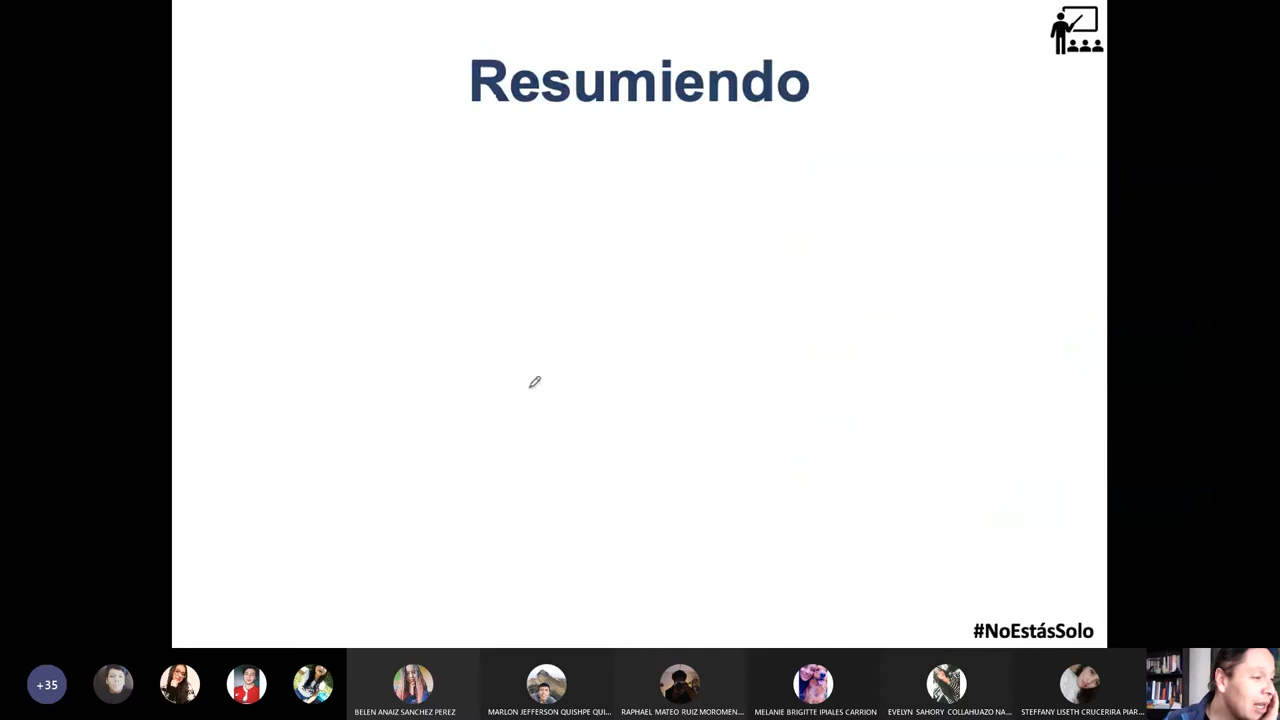 Resumiendo
#NoEstásSolo
+35
BELEN ANAIZ SANCHEZ PEREZ
MARLON JEFFERSON QUISHPE QUI...
RAPHAEL MATEO RUIZ MOROMEN...
MELANIE BRIGITTE IPIALES CARRION
EVELYN SAHORY COLLAHUAZO NA...
STEFFANY LISETH CRUCERIRA PIAR...